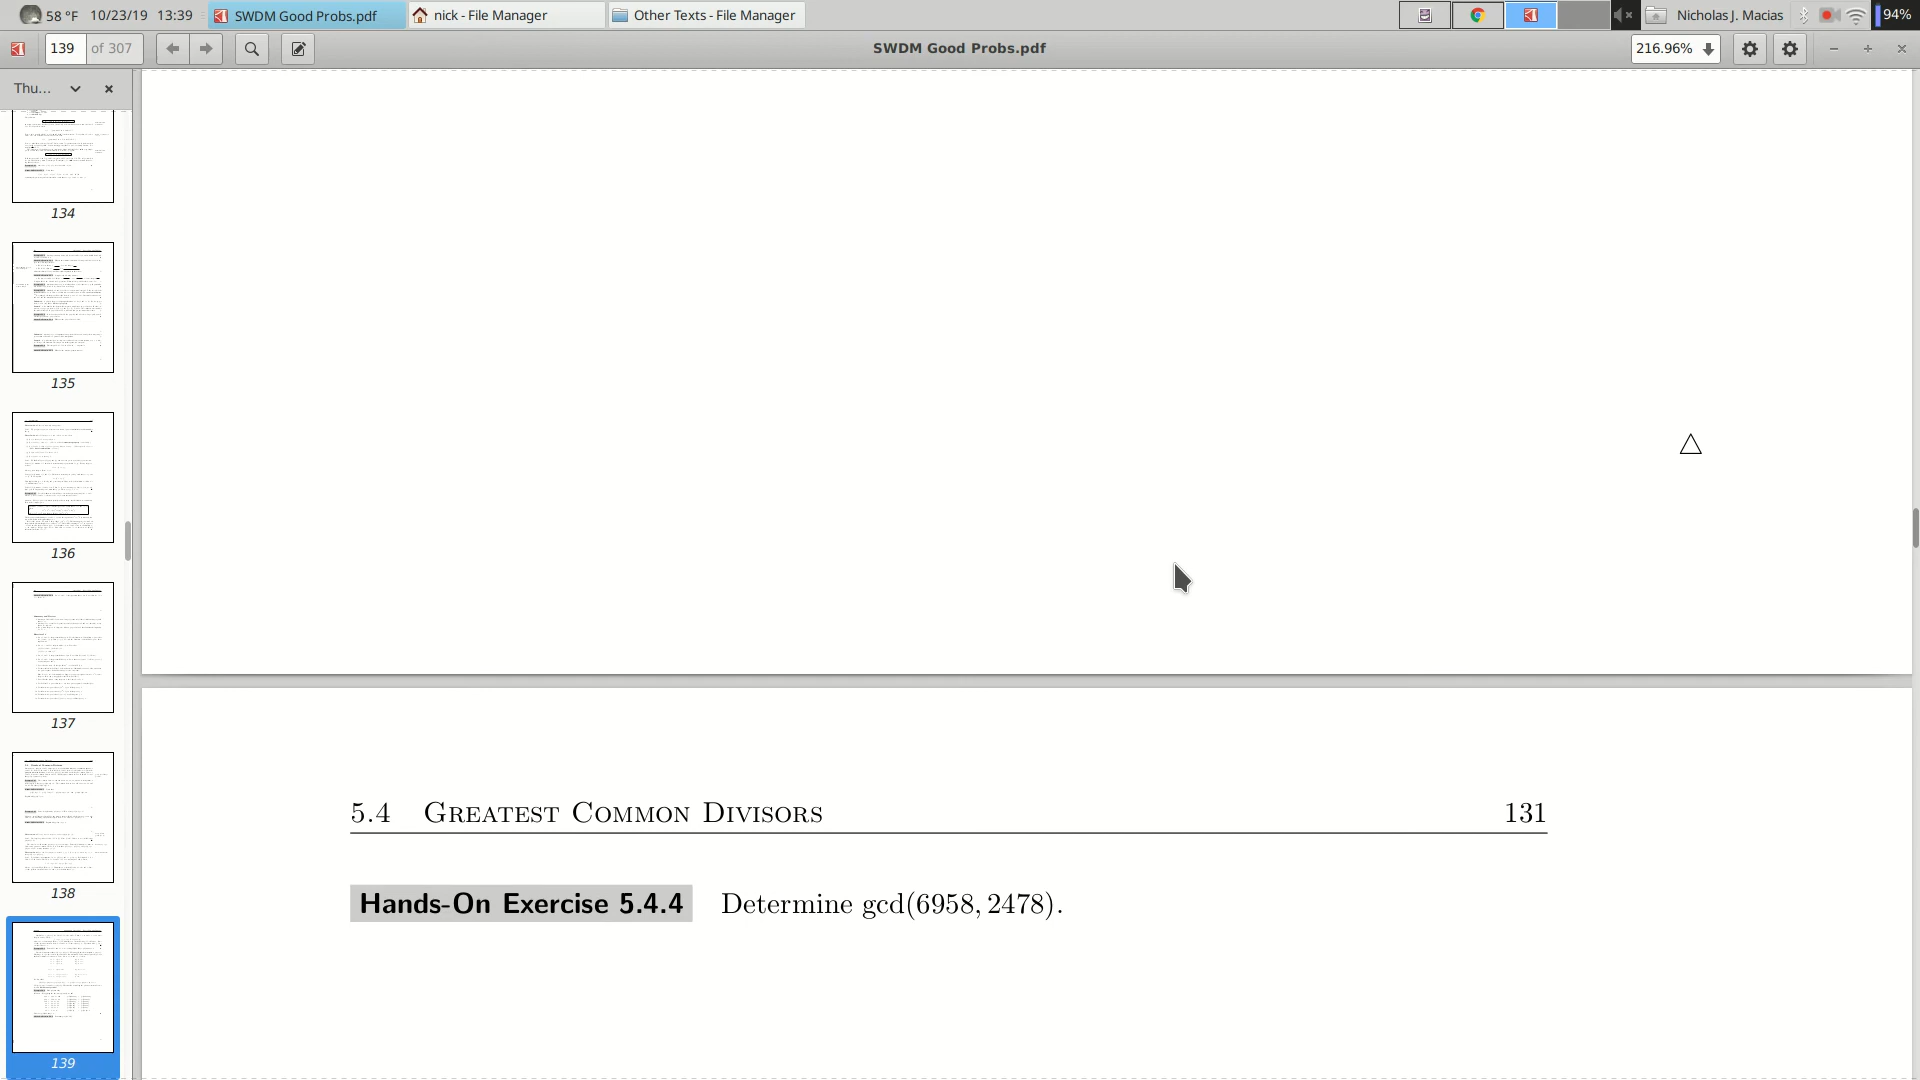 58 °F 10/23/19 13:39 SWDM Good Probs.pdf nick - File Manager Other Texts - File Manager Nicholas J. Macias 94%
139 of 307 SWDM Good Probs.pdf 216.96%
Thu...
134
135
136
137
138
139
5.4 Greatest Common Divisors 131
Hands-On Exercise 5.4.4 Determine gcd(6958, 2478).